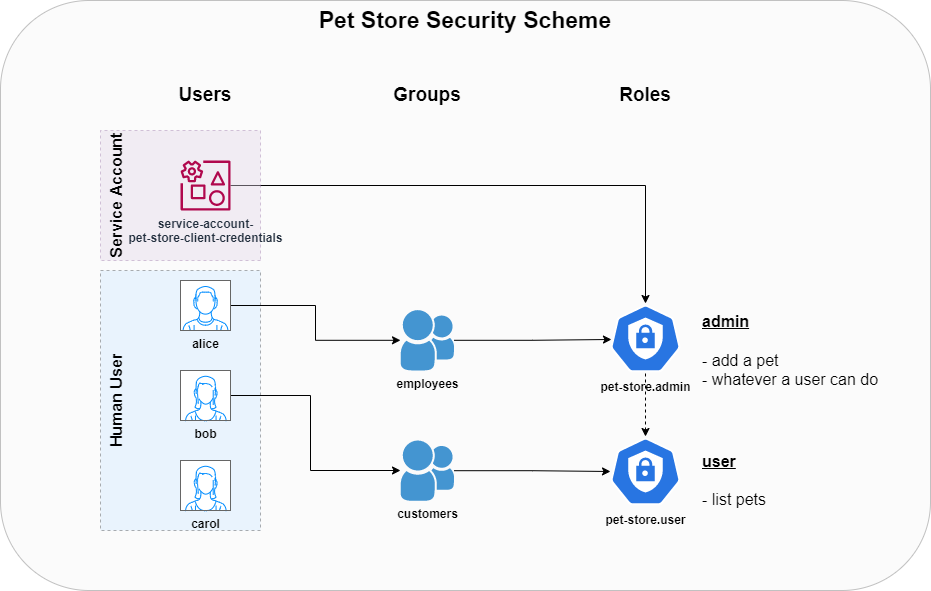 Pet Store Security Scheme
Users
Groups
Roles
Service Account
service-account-
pet-store-client-credentials
Human User
alice
bob
carol
employees
customers
pet-store.admin
admin
- add a pet
- whatever a user can do
pet-store.user
user
- list pets